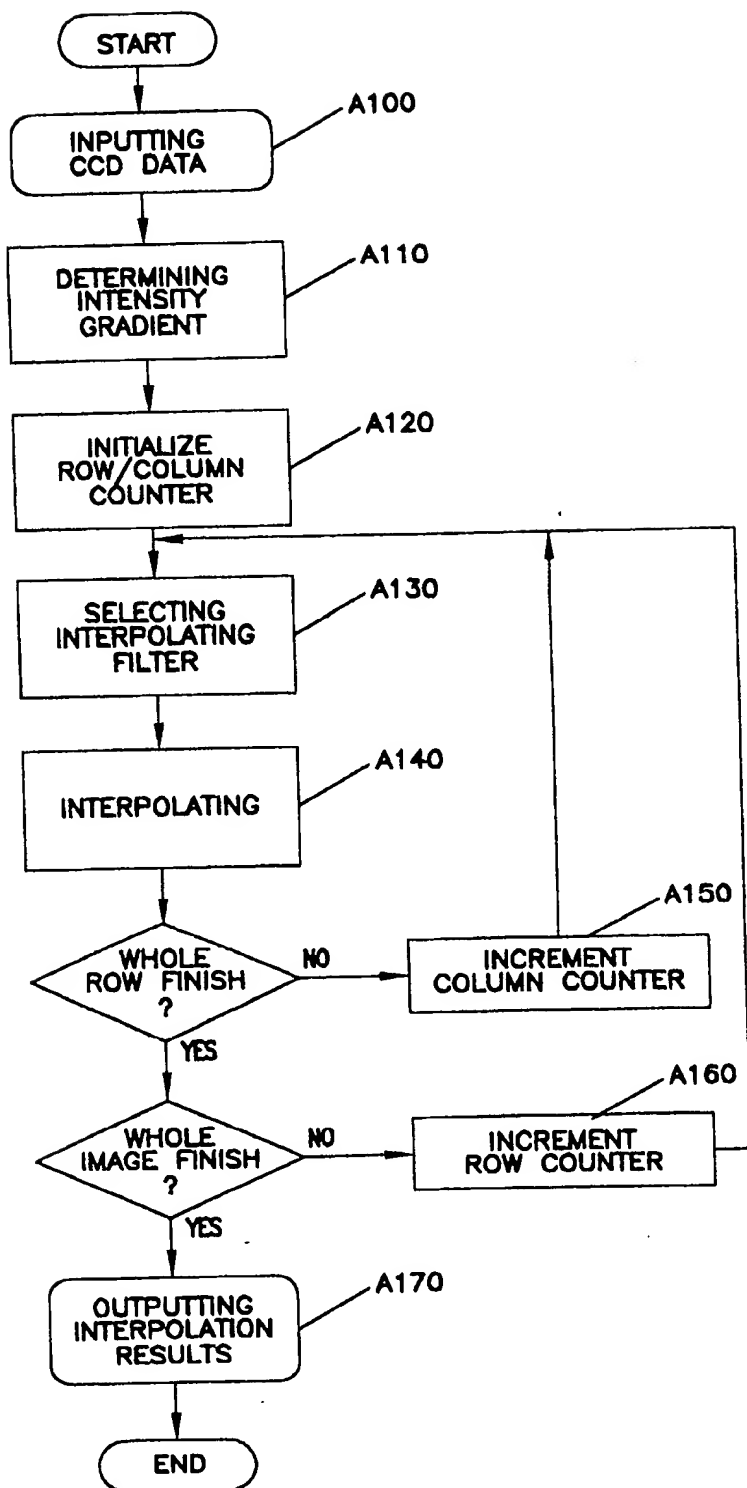 START
A100
INPUTTING
CCD DATA
A110
DETERMINING
INTENSITY
GRADIENT
A120
INITIALIZE
ROW/COLUMN
COUNTER
A130
SELECTING
INTERPOLATING
FILTER
A140
INTERPOLATING
A150
WHOLE
ROW FINISH
?
NO
INCREMENT
COLUMN COUNTER
YES
A160
WHOLE
IMAGE FINISH
?
NO
INCREMENT
ROW COUNTER
YES
A170
OUTPUTTING
INTERPOLATION
RESULTS
END